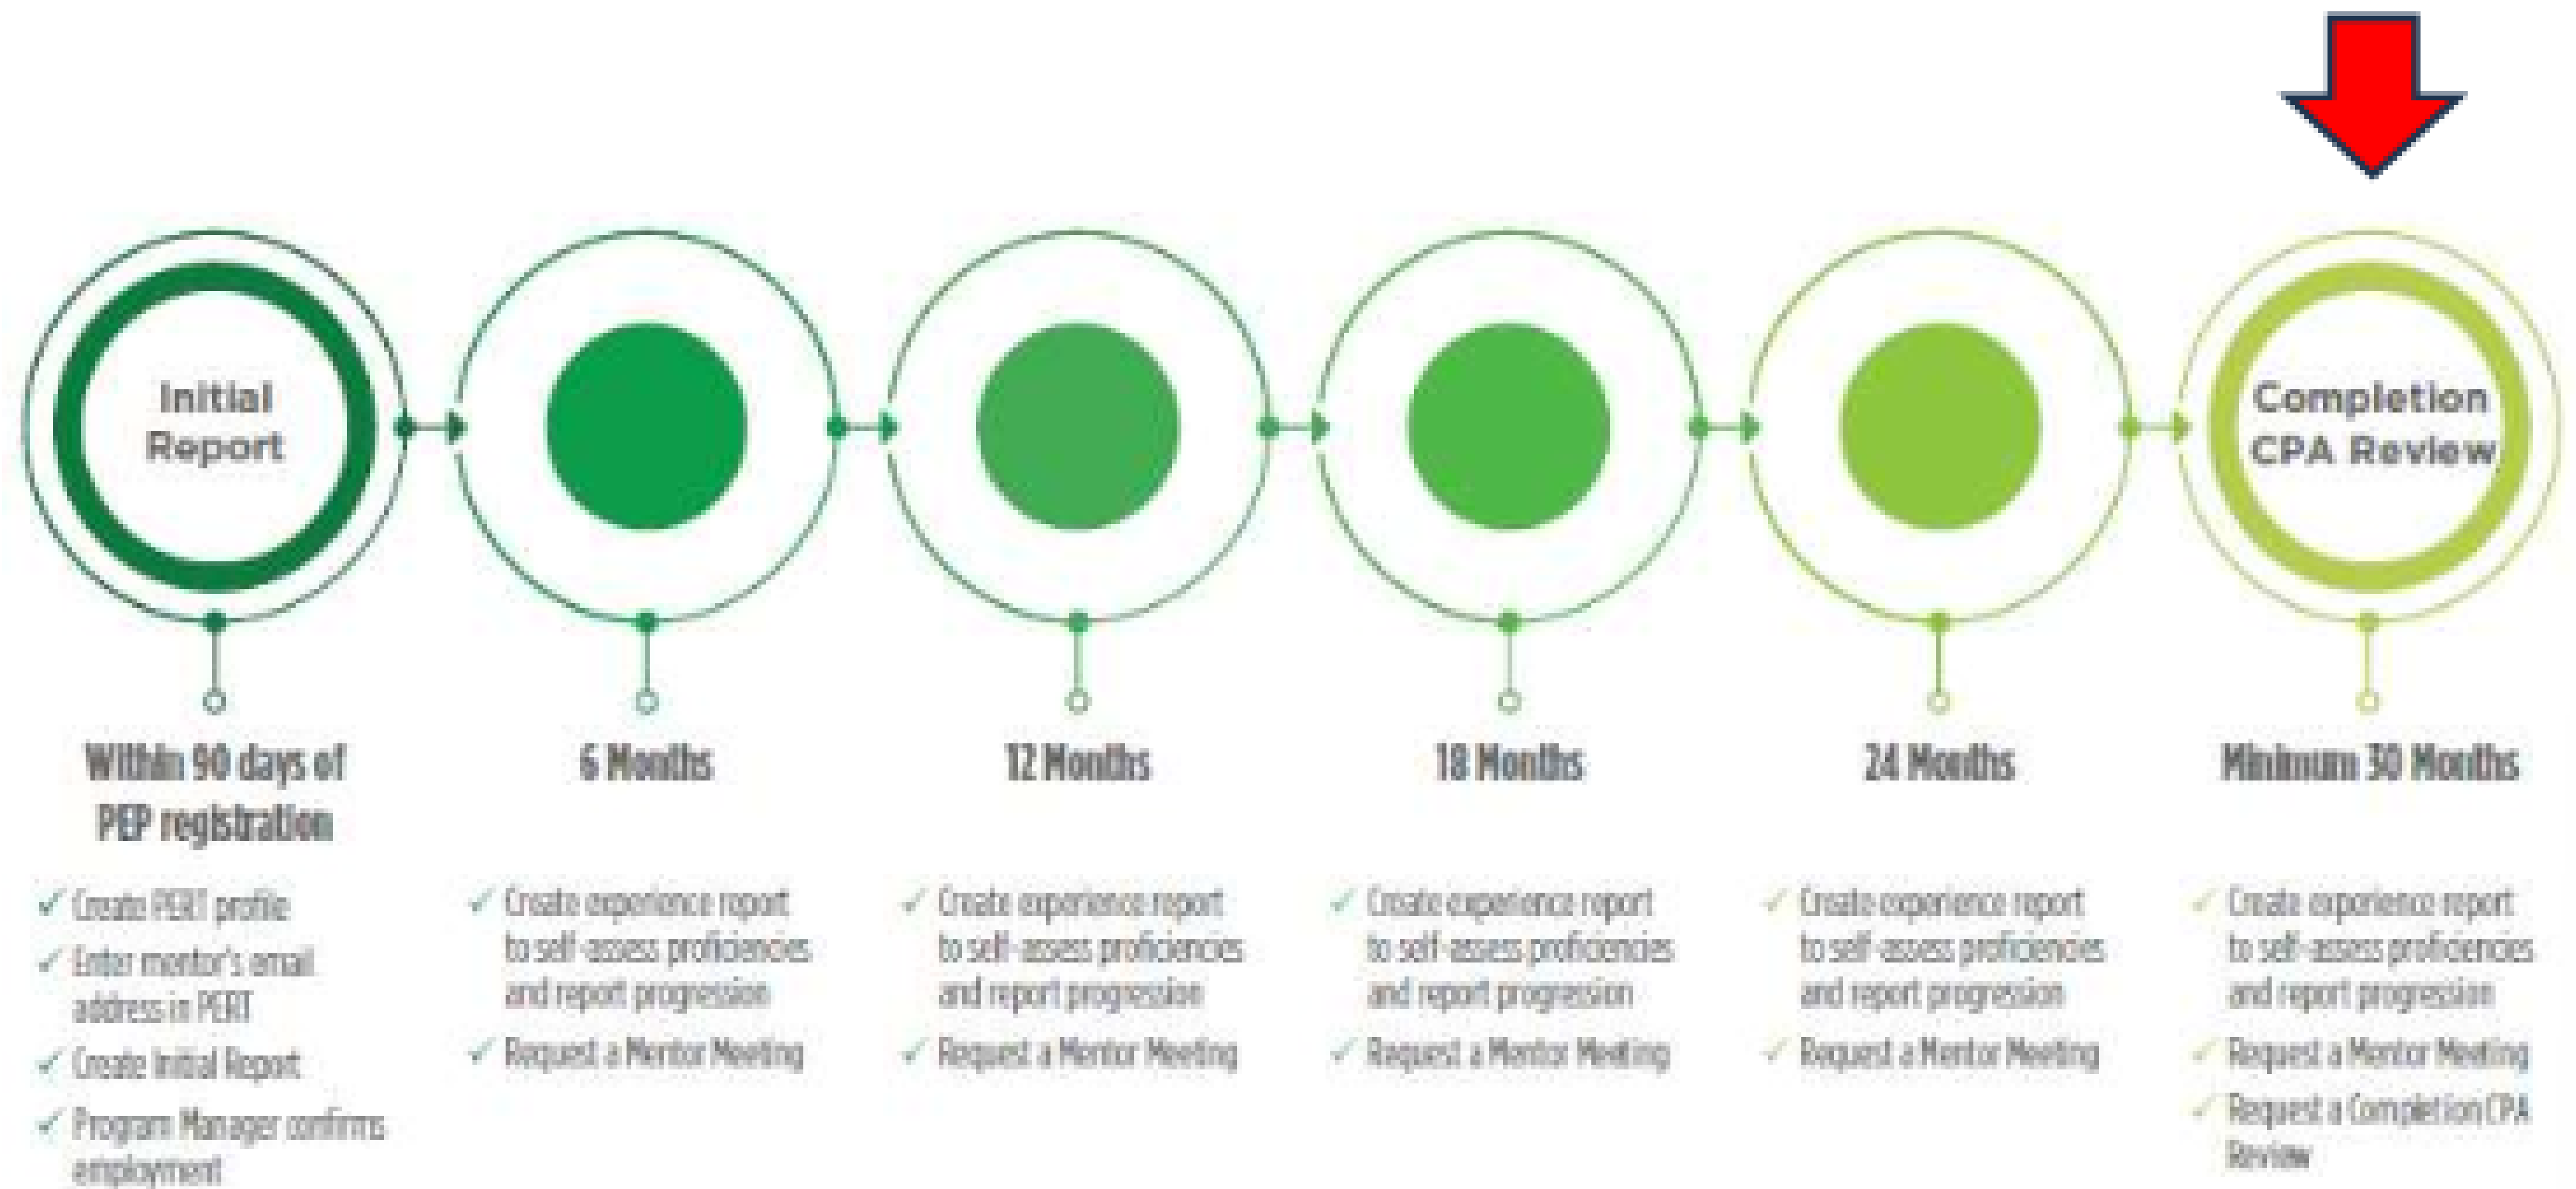 Initial
Report
Completion
CPA Review
Within 90 days of
PEP registration
✓ Create PERT profile
✓ Enter mentor's email
address in PERT
✓ Create Initial Report
✓ Program Manager confirms
employment
6 Months
✓ Create experience report
to self-assess proficiencies
and report progression
✓ Request a Mentor Meeting
12 Months
✓ Create experience report
to self-assess proficiencies
and report progression
✓ Request a Mentor Meeting
18 Months
✓ Create experience report
to self-assess proficiencies
and report progression
✓ Request a Mentor Meeting
24 Months
✓ Create experience report
to self-assess proficiencies
and report progression
✓ Request a Mentor Meeting
Minimum 30 Months
✓ Create experience report
to self-assess proficiencies
and report progression
✓ Request a Mentor Meeting
✓ Request a Completion CPA
Review